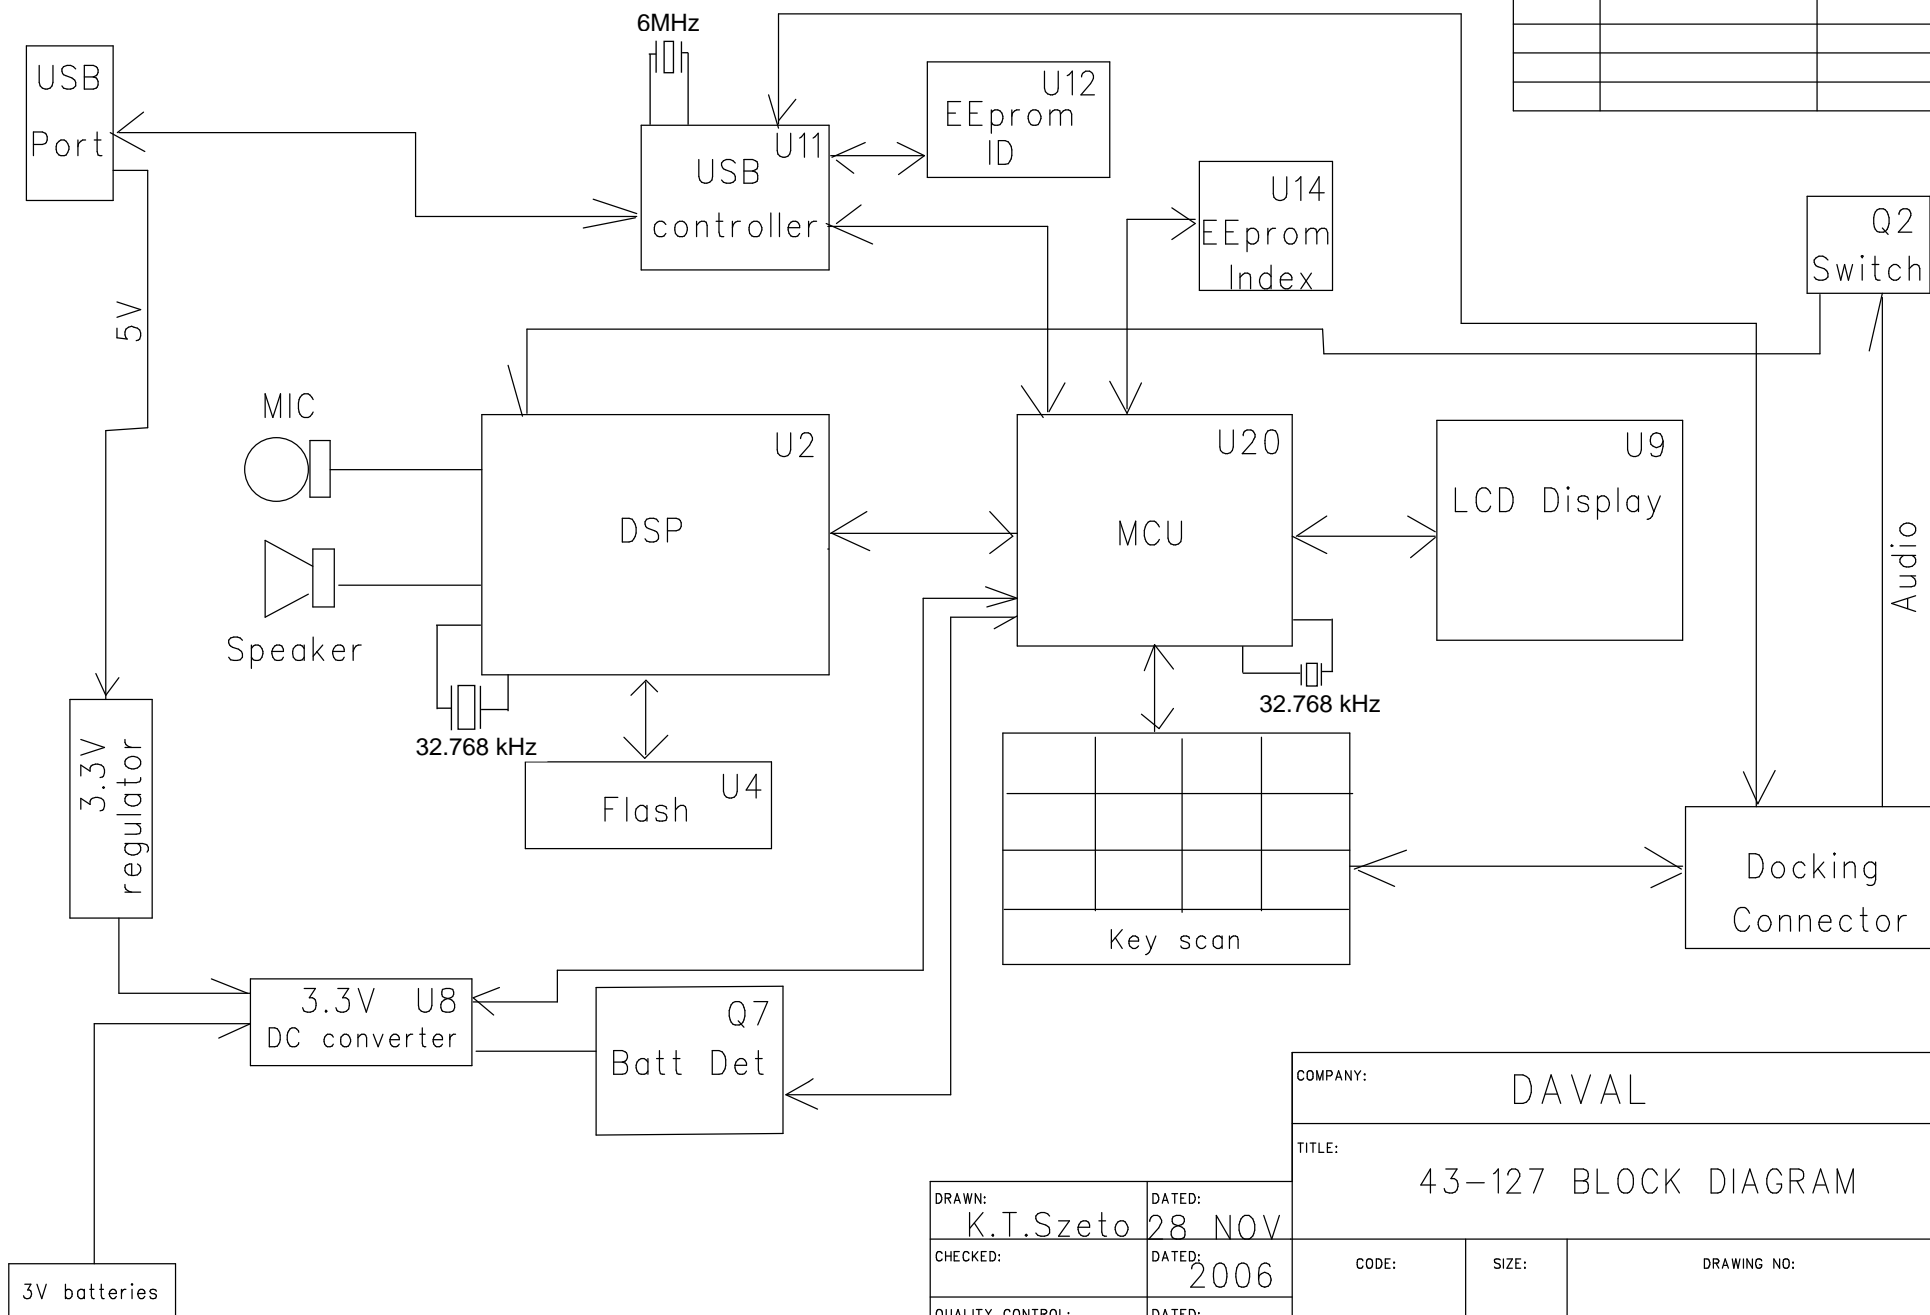 6MHz
USB
Port
U11
USB
controller
U12
EEprom
ID
U14
EEprom
Index
Q2
Switch
5V
MIC
U2
DSP
U20
MCU
U9
LCD Display
Audio
Speaker
32.768 kHz
32.768 kHz
3.3V
regulator
U4
Flash
Key scan
Docking
Connector
3.3V U8
DC converter
Q7
Batt Det
3V batteries
COMPANY:
DAVAL
TITLE:
43-127 BLOCK DIAGRAM
DRAWN:
K.T.Szeto
DATED:
28 NOV
CHECKED:
DATED:
2006
CODE:
SIZE:
DRAWING NO:
QUALITY CONTROL:
DATED: